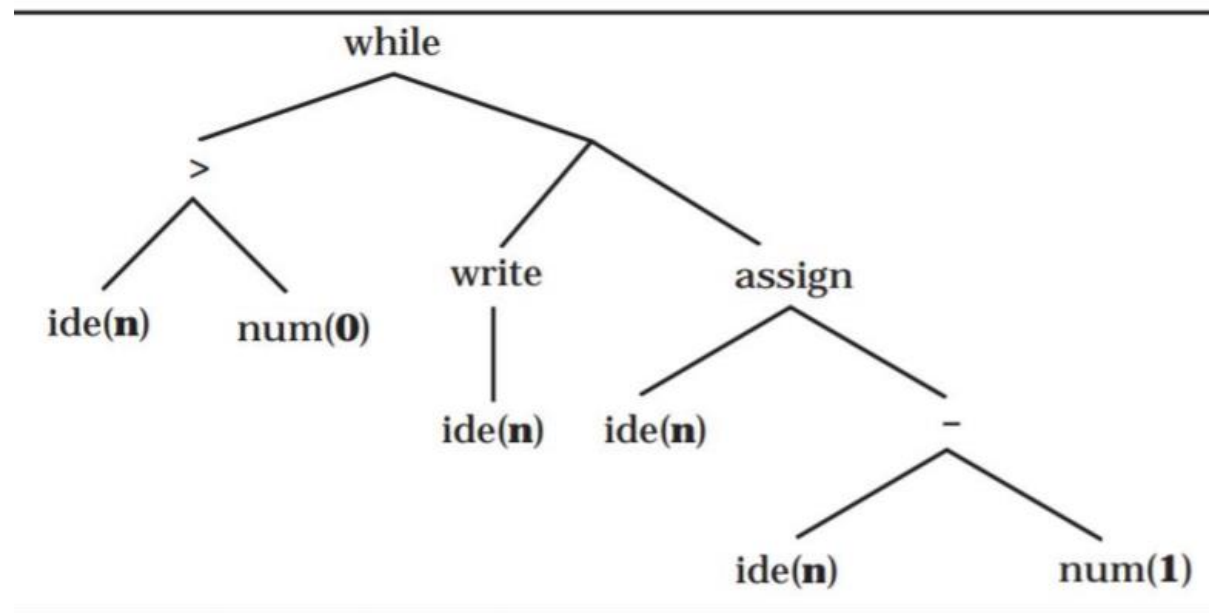 while
>
write assign
ide(n) num(0)
ide(n) ide(n) -
ide(n) num(1)